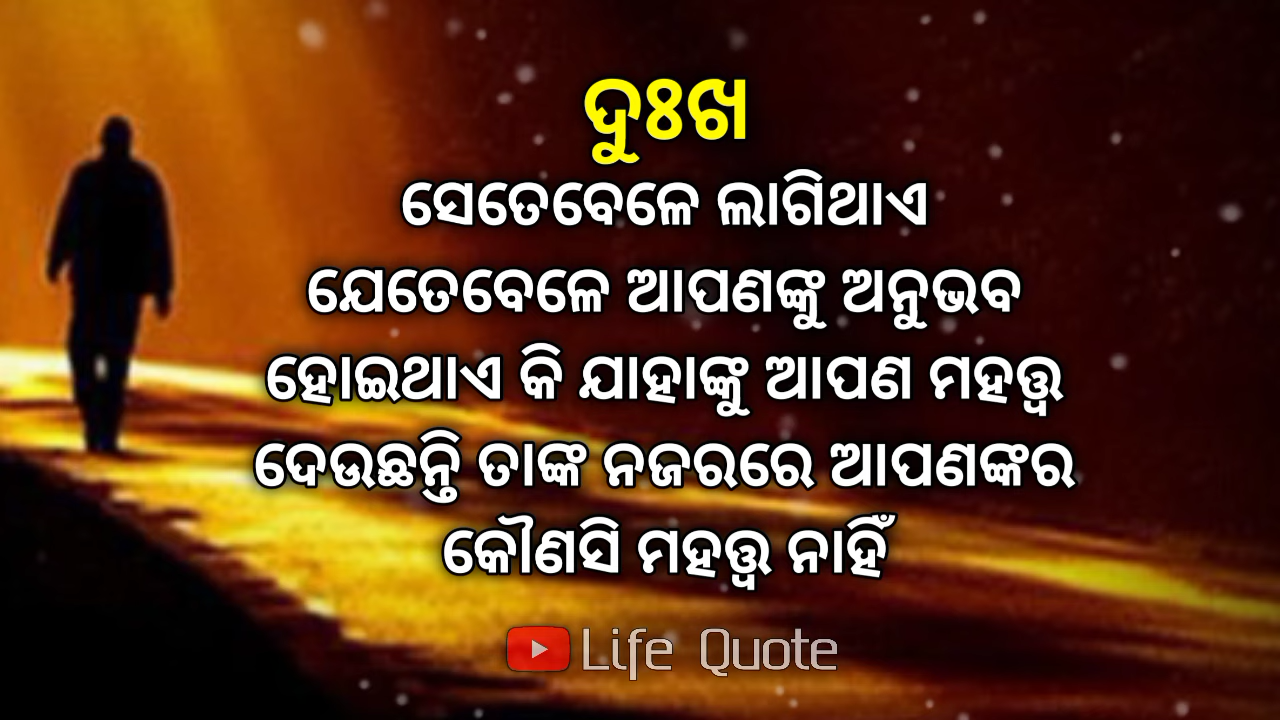 ଦୁଃଖ
ସେତେବେଳେ ଲାଗିଥାଏ
ଯେତେବେଳେ ଆପଣଙ୍କୁ ଅନୁଭବ
ହୋଇଥାଏ କି ଯାହାଙ୍କୁ ଆପଣ ମହତ୍ତ୍ୱ
ଦେଉଛନ୍ତି ତାଙ୍କ ନଜରରେ ଆପଣଙ୍କର
କୌଣସି ମହତ୍ତ୍ୱ ନାହିଁ
Life Quote